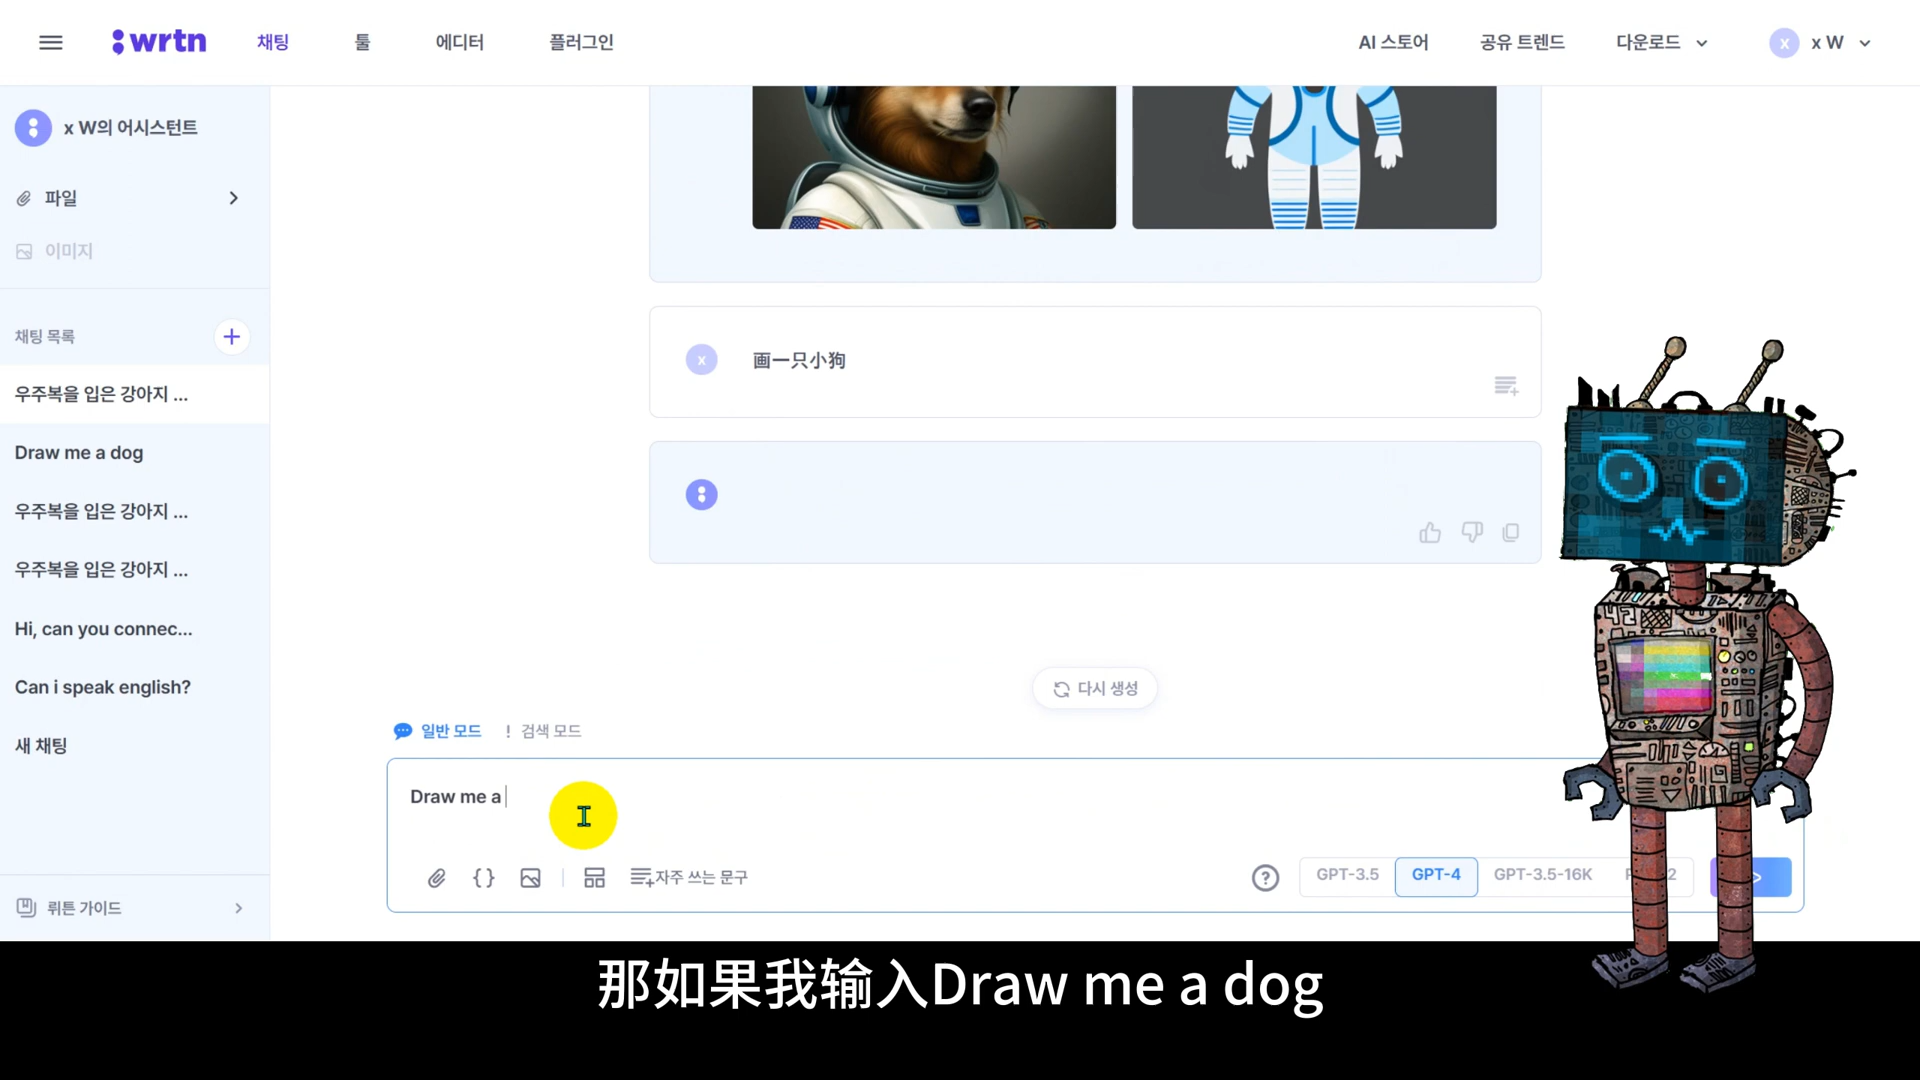 wrtn
채팅
툴
에디터
플러그인
AI 스토어
공유 트렌드
다운로드
x
x W
x W의 어시스턴트
파일
이미지
채팅 목록
우주복을 입은 강아지 ...
Draw me a dog
우주복을 입은 강아지 ...
우주복을 입은 강아지 ...
Hi, can you connec...
Can i speak english?
새 채팅
뤼튼 가이드
x
画一只小狗
다시 생성
일반 모드
! 검색 모드
Draw me a
자주 쓰는 문구
GPT-3.5
GPT-4
GPT-3.5-16K
42
那如果我输入Draw me a dog